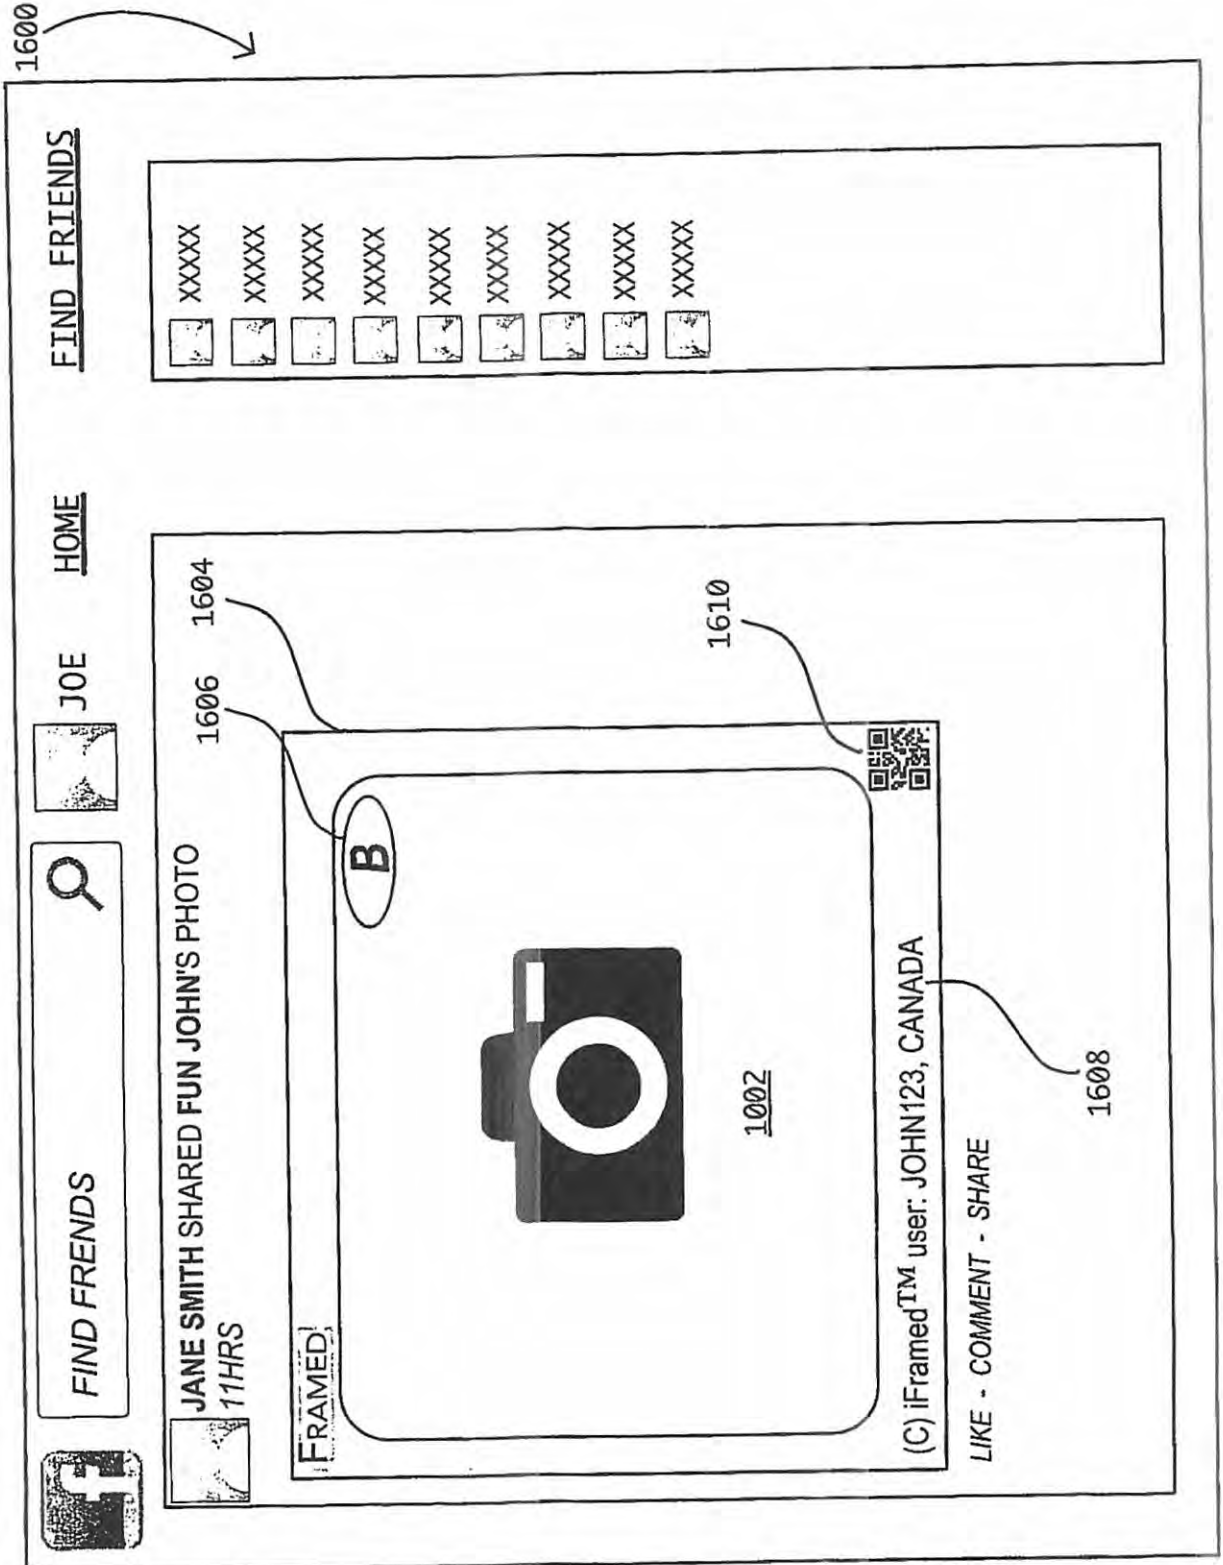 1600
f
FIND FRENDS
JOE
HOME
FIND FRIENDS
JANE SMITH SHARED FUN JOHN'S PHOTO
11HRS
1604
1606
FRAMED
B
1002
1610
(C) iFramed™ user: JOHN123, CANADA
1608
LIKE - COMMENT - SHARE
XXXXX
XXXXX
XXXXX
XXXXX
XXXXX
XXXXX
XXXXX
XXXXX
XXXXX